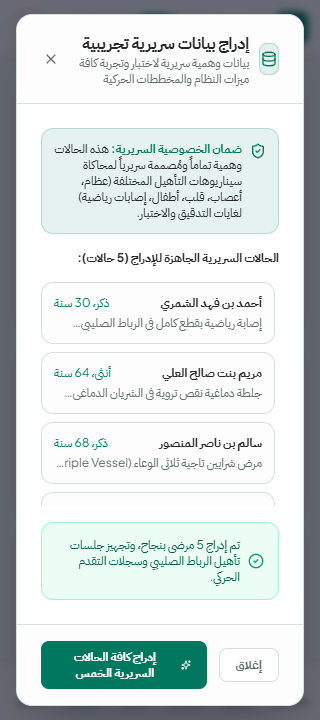 إدراج بيانات سريرية تجريبية
بيانات وهمية سريرية لاختبار وتجربة كافة
ميزات النظام والمخططات الحركية
ضمان الخصوصية السريرية: هذه الحالات
وهمية تماماً ومُصممة سريرياً لمحاكاة
سيناريوهات التأهيل المختلفة (عظام،
أعصاب، قلب، أطفال، إصابات رياضية)
لغايات التدقيق والاختبار.
الحالات السريرية الجاهزة للإدراج (5 حالات):
أحمد بن فهد الشمري
ذكر، 30 سنة
إصابة رياضية بقطع كامل في الرباط الصليبي...
مريم بنت صالح العلي
أنثى، 64 سنة
جلطة دماغية نقص تروية في الشريان الدماغي...
سالم بن ناصر المنصور
ذكر، 68 سنة
مرض شرايين تاجية ثلاثي الوعاء (riple Vessel...
تم إدراج 5 مرضى بنجاح، وتجهيز جلسات
تأهيل الرباط الصليبي وسجلات التقدم
الحركي.
إدراج كافة الحالات
السريرية الخمس
إغلاق